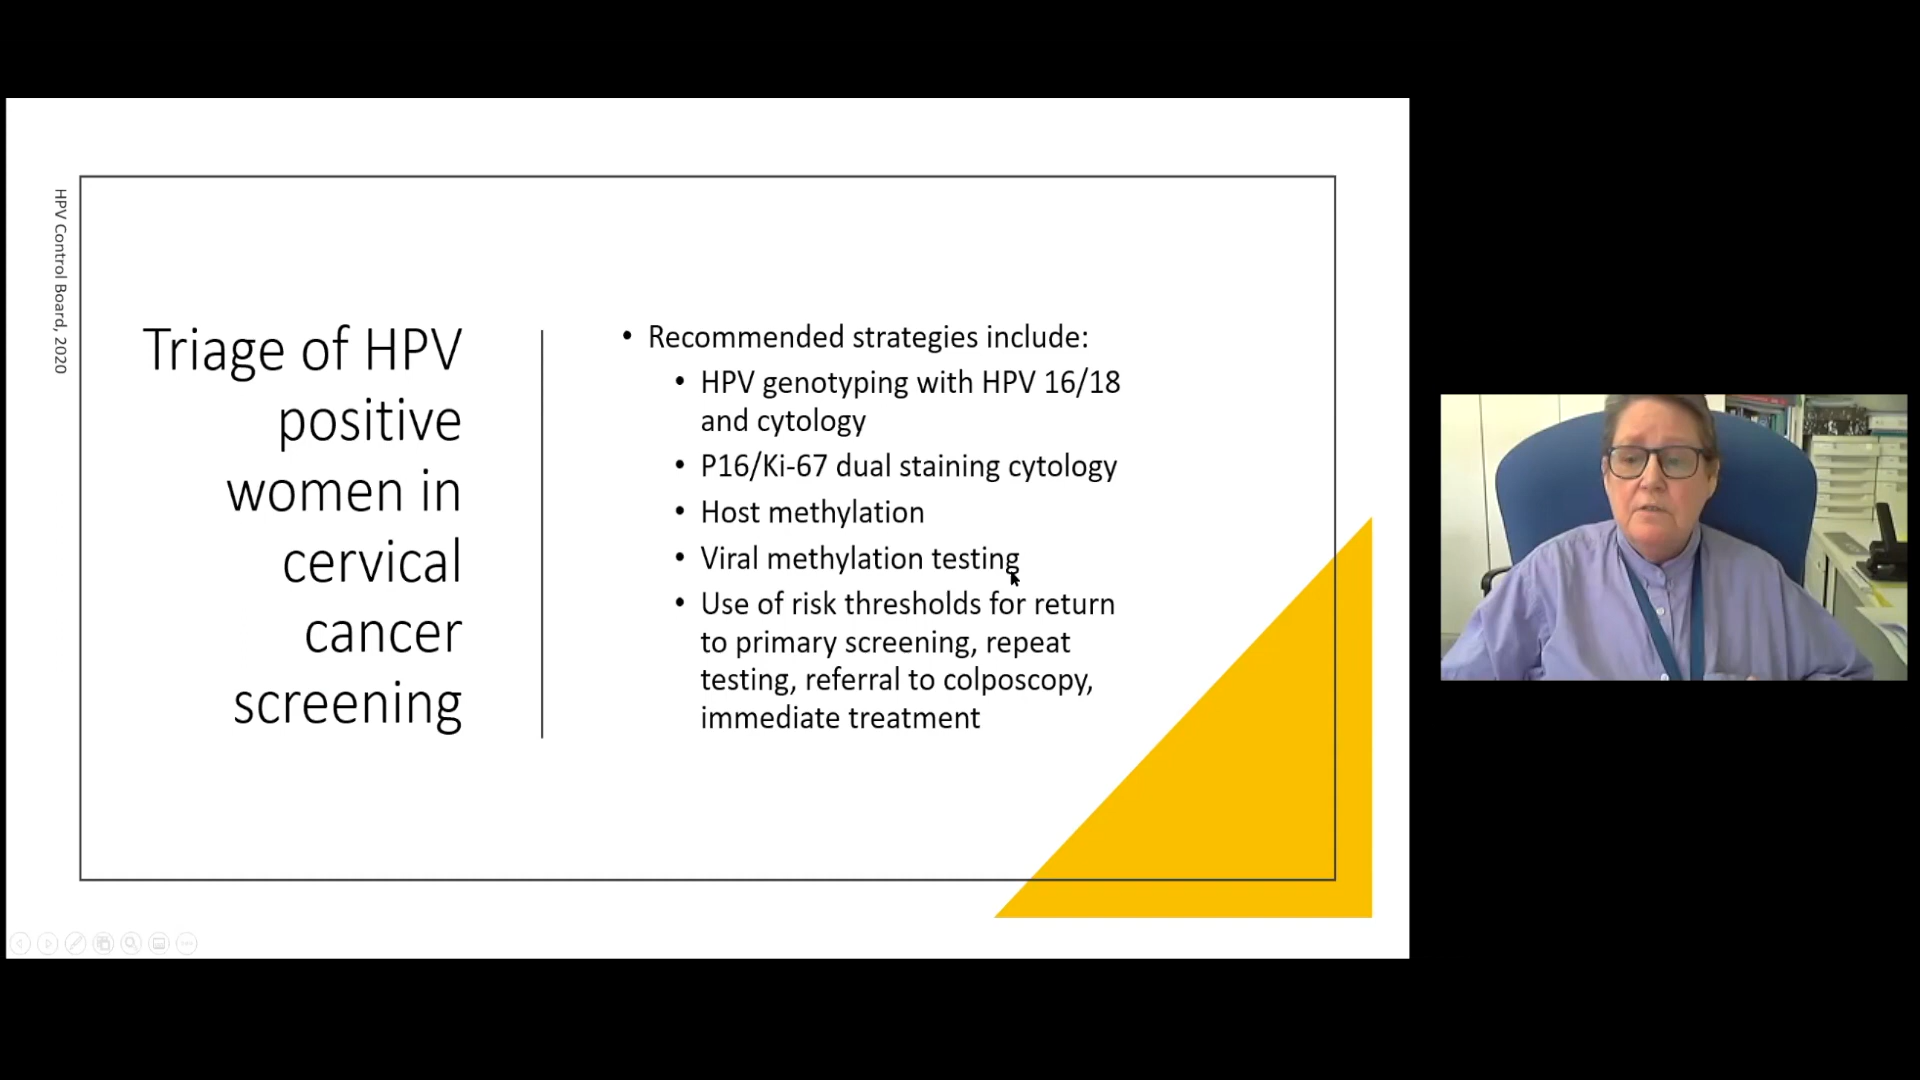 HPV Control Board, 2020
Triage of HPV
positive
women in
cervical
cancer
screening
• Recommended strategies include:
• HPV genotyping with HPV 16/18
and cytology
• P16/Ki-67 dual staining cytology
• Host methylation
• Viral methylation testing
• Use of risk thresholds for return
to primary screening, repeat
testing, referral to colposcopy,
immediate treatment